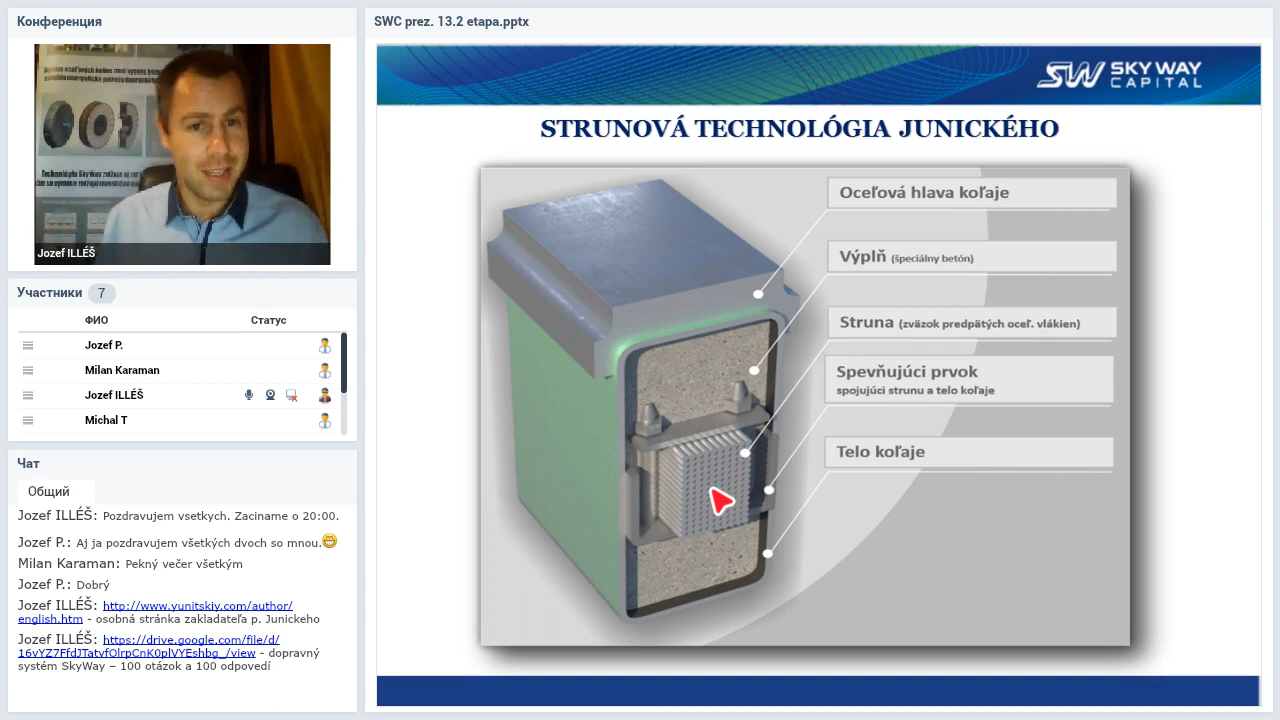 Конференция
Jozef ILLÉŠ
Участники 7
ФИО Статус
Jozef P.
Milan Karaman
Jozef ILLÉŠ
Michal T
Чат
Общий
Jozef ILLÉŠ: Pozdravujem vsetkych. Zaciname o 20:00.
Jozef P.: Aj ja pozdravujem všetkých dvoch so mnou.
Milan Karaman: Pekný večer všetkým
Jozef P.: Dobrý
Jozef ILLÉŠ: http://www.yunitskiy.com/author/
english.htm - osobná stránka zakladateľa p. Junickeho
Jozef ILLÉŠ: https://drive.google.com/file/d/
16vYZ7FfdJTatvfOlrpCnK0plVYEshbg_/view - dopravný
systém SkyWay – 100 otázok a 100 odpovedí
SWC prez. 13.2 etapa.pptx
SW SKY WAY
CAPITAL
STRUNOVÁ TECHNOLÓGIA JUNICKÉHO
Oceľová hlava koľaje
Výplň (špeciálny betón)
Struna (zväzok predpätých oceľ. vlákien)
Spevňujúci prvok
spojujúci strunu a telo koľaje
Telo koľaje